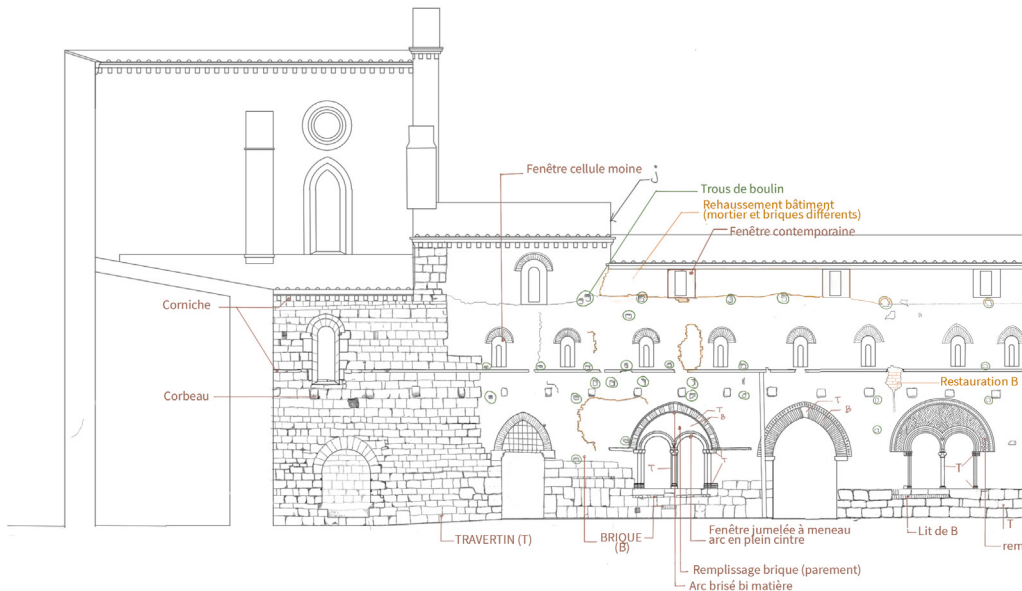 Fenêtre cellule moine
j
Trous de boulin
Rehaussement bâtiment
(mortier et briques différents)
Fenêtre contemporaine
Corniche
Restauration B
Corbeau
T
B
T
B
T
T
T
TRAVERTIN (T)
BRIQUE
(B)
Fenêtre jumelée à meneau
arc en plein cintre
Lit de B
T
rem
Remplissage brique (parement)
Arc brisé bi matière